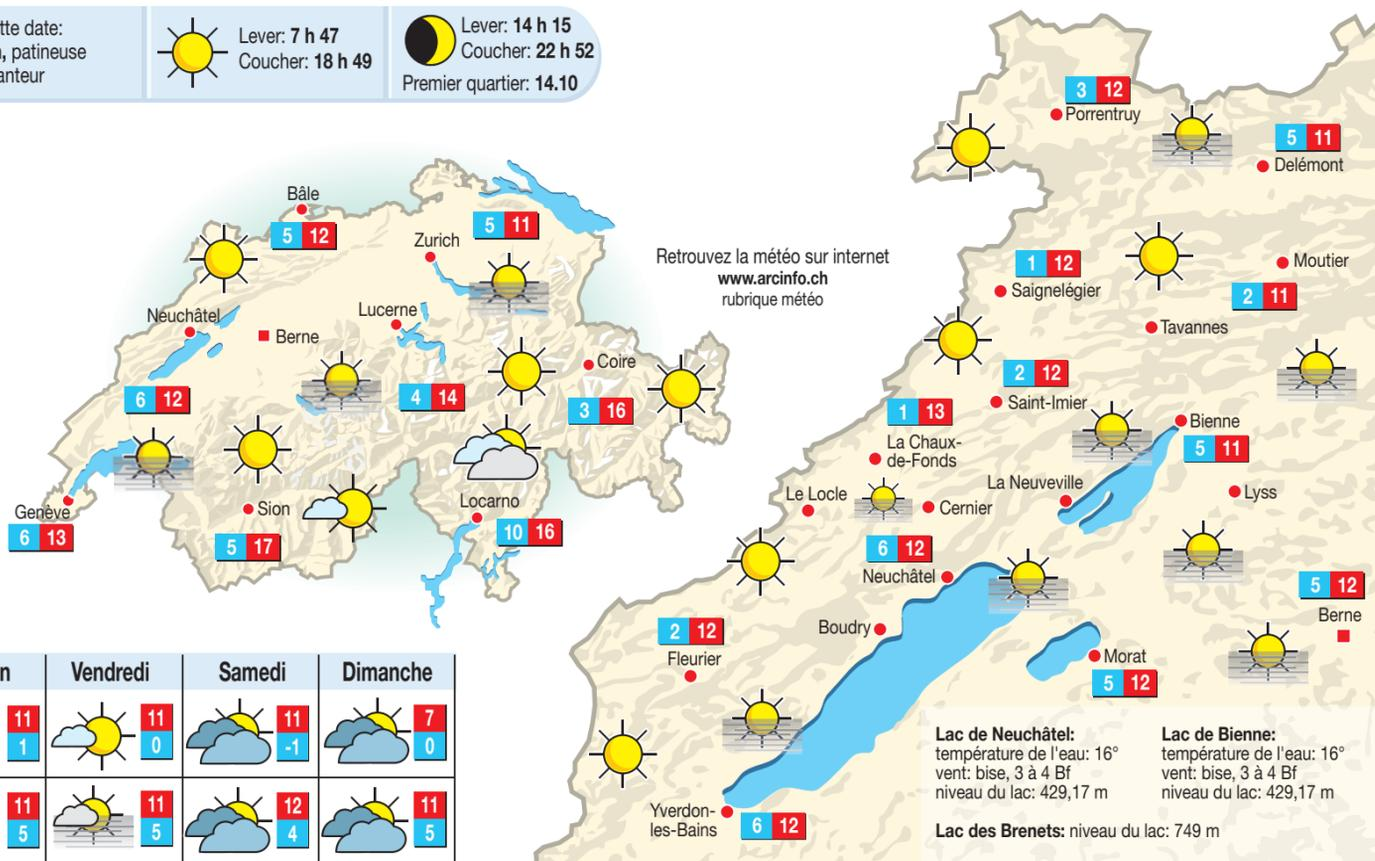 tte date:
, patineuse
anteur
Lever: 7 h 47
Coucher: 18 h 49
Lever: 14 h 15
Coucher: 22 h 52
Premier quartier: 14.10
Bâle
5 12
Zurich
5 11
Neuchâtel
6 12
Berne
Lucerne
4 14
Coire
3 16
Genève
6 13
Sion
5 17
Locarno
10 16
Retrouvez la météo sur internet
www.arcinfo.ch
rubrique météo
3 12
Porrentruy
5 11
Delémont
1 12
Saignelégier
Moutier
2 11
Tavannes
2 12
Saint-Imier
1 13
La Chaux-
de-Fonds
Bienne
5 11
La Neuveville
Lyss
Le Locle
Cernier
6 12
Neuchâtel
5 12
Berne
Boudry
2 12
Fleurier
Morat
5 12
Yverdon-
les-Bains
6 12
n Vendredi Samedi Dimanche
11 11 11 7
1 0 -1 0
11 11 12 11
5 5 4 5
Lac de Neuchâtel:
température de l'eau: 16°
vent: bise, 3 à 4 Bf
niveau du lac: 429,17 m
Lac de Bienne:
température de l'eau: 16°
vent: bise, 3 à 4 Bf
niveau du lac: 429,17 m
Lac des Brenets: niveau du lac: 749 m